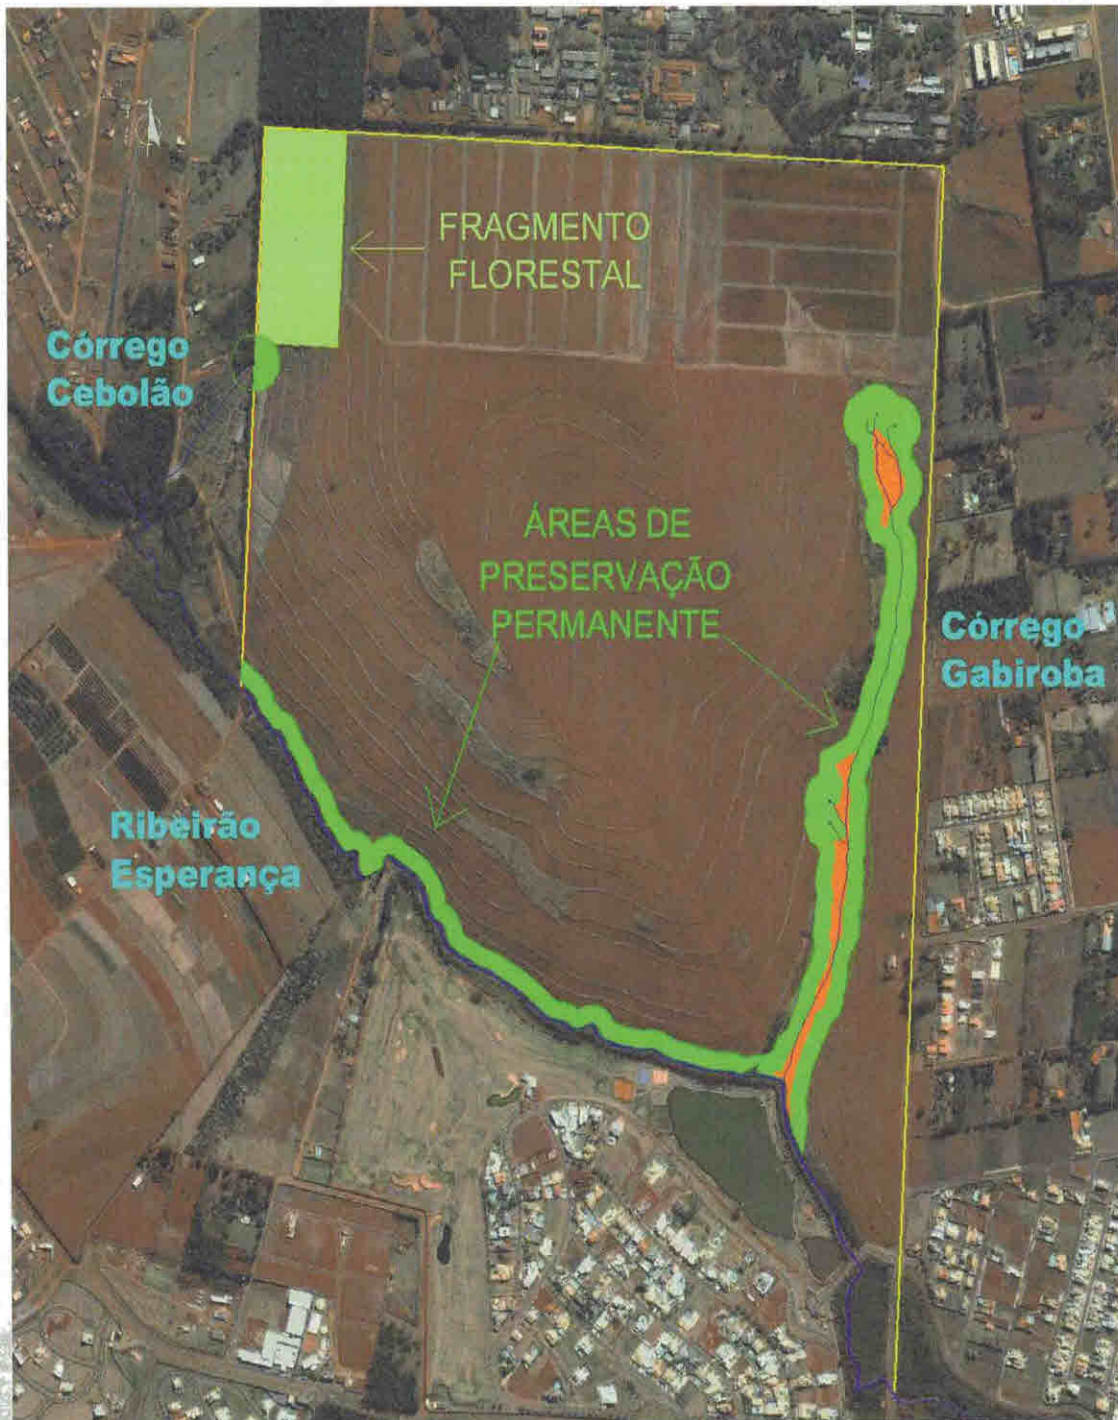 FRAGMENTO
FLORESTAL
Córrego
Cebolão
ÁREAS DE
PRESERVAÇÃO
PERMANENTE
Córrego
Gabiroba
Ribeirão
Esperança